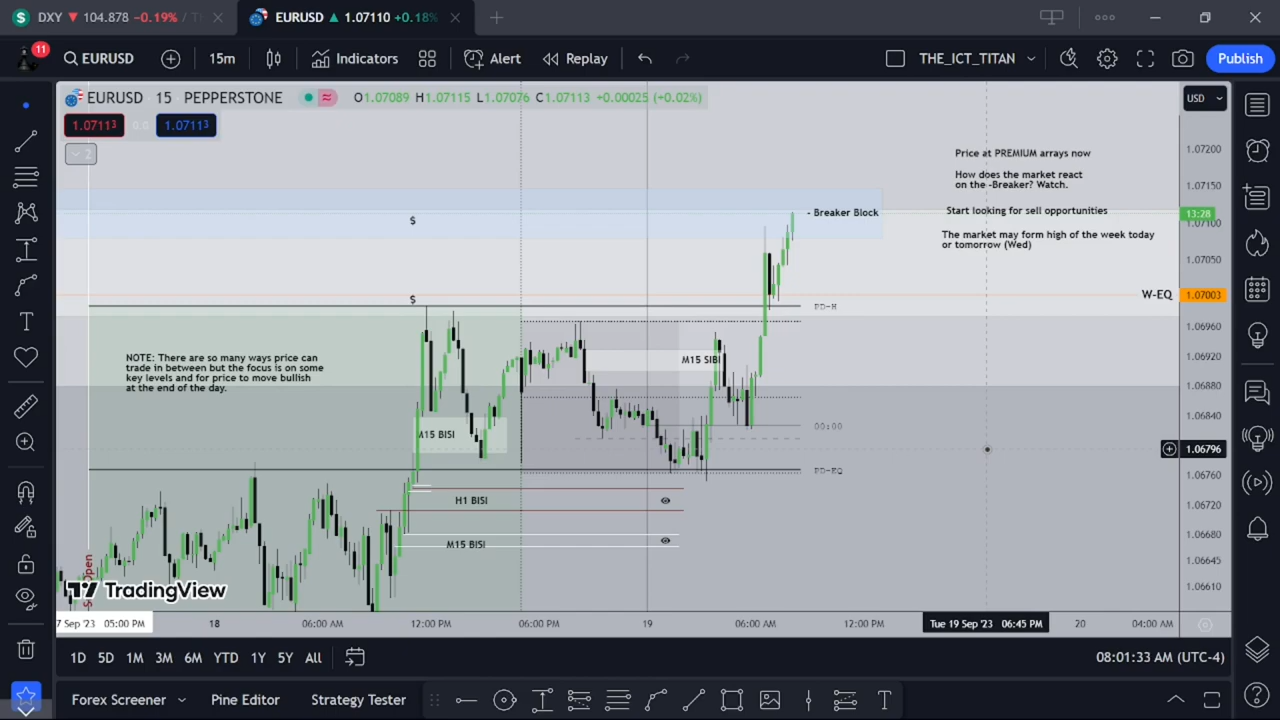 DXY ▼ 104.878 −0.19% / TH
EURUSD ▲ 1.07110 +0.18%
11
EURUSD
15m
Indicators
Alert
Replay
THE_ICT_TITAN
Publish
EURUSD 15 PEPPERSTONE
O1.07089 H1.07115 L1.07076 C1.07113 +0.00025 (+0.02%)
USD
1.07113
0.0
1.07113
2
Price at PREMIUM arrays now
How does the market react
on the -Breaker? Watch.
Start looking for sell opportunities
The market may form high of the week today
or tomorrow (Wed)
- Breaker Block
$
$
W-EQ
PD-H
NOTE: There are so many ways price can
trade in between but the focus is on some
key levels and for price to move bullish
at the end of the day.
M15 SIBI
00:00
M15 BISI
PD-EQ
H1 BISI
M15 BISI
Open
TradingView
1.07200
1.07150
13:28
1.07100
1.07050
1.07003
1.06960
1.06920
1.06880
1.06840
1.06796
1.06760
1.06720
1.06680
1.06645
1.06610
7 Sep '23 05:00 PM
18
06:00 AM
12:00 PM
06:00 PM
19
06:00 AM
12:00 PM
Tue 19 Sep '23 06:45 PM
20
04:00 AM
1D 5D 1M 3M 6M YTD 1Y 5Y All
08:01:33 AM (UTC-4)
Forex Screener
Pine Editor
Strategy Tester